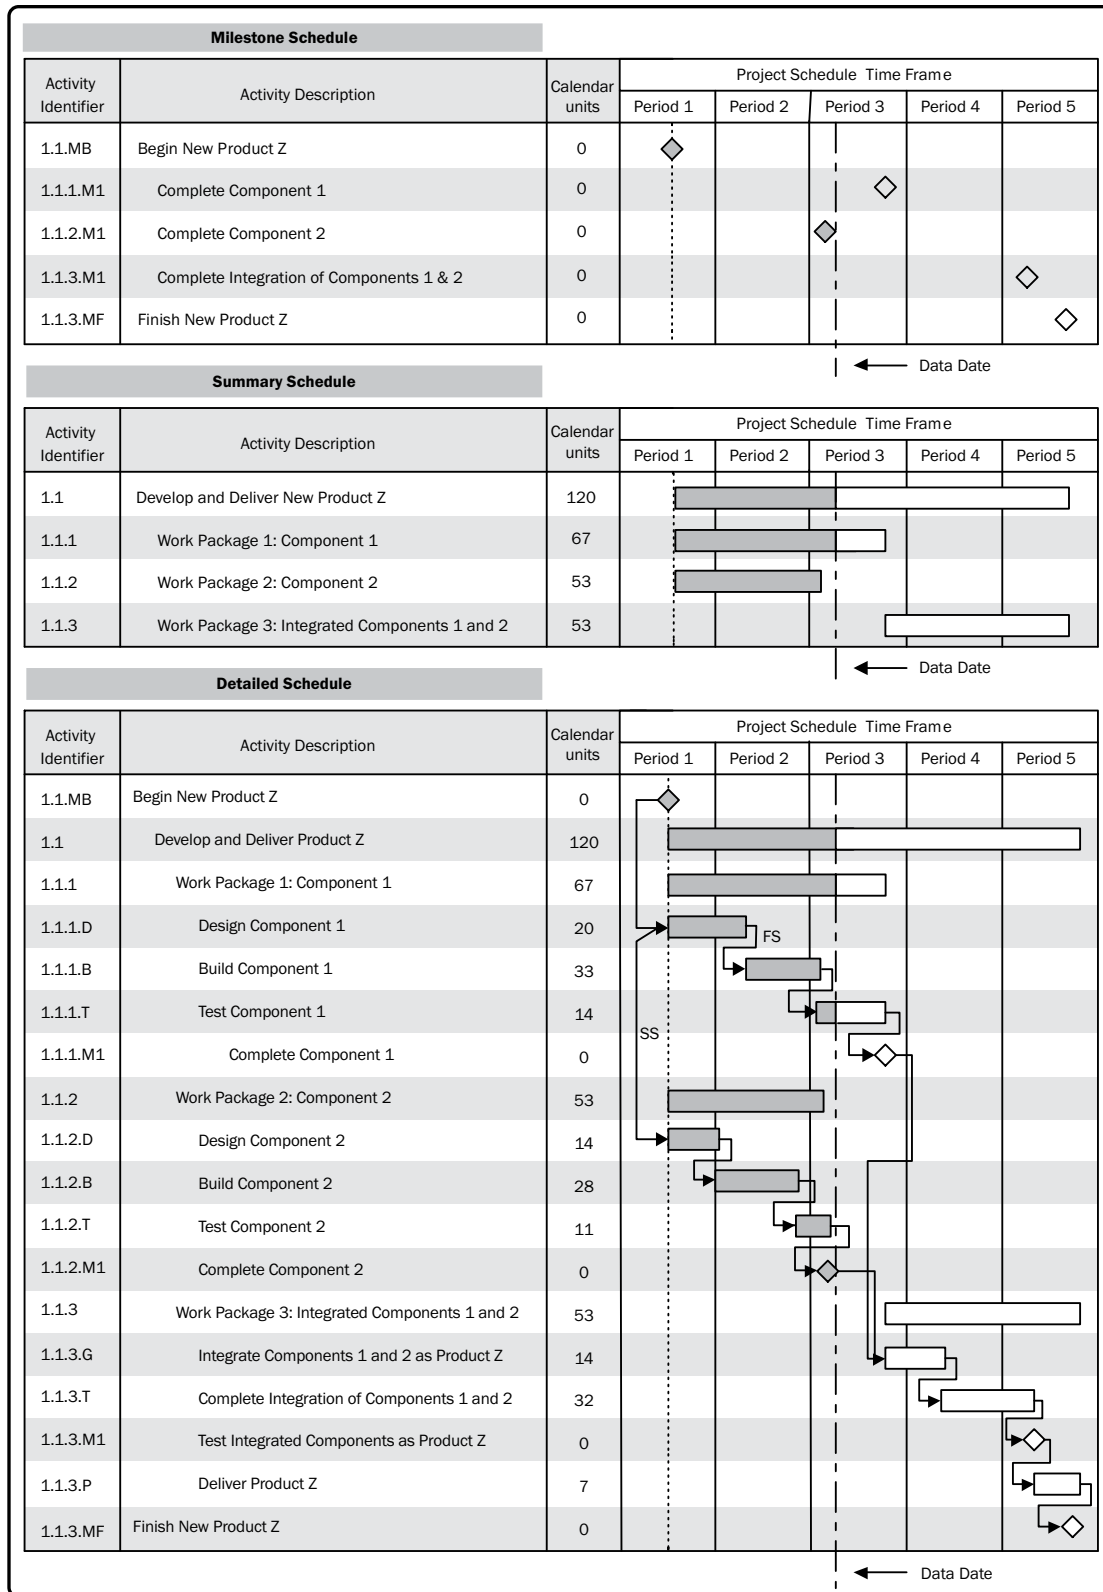 Milestone Schedule
Activity Identifier Activity Description Calendar units Project Schedule Time Frame
Period 1 Period 2 Period 3 Period 4 Period 5
1.1.MB Begin New Product Z 0
1.1.1.M1 Complete Component 1 0
1.1.2.M1 Complete Component 2 0
1.1.3.M1 Complete Integration of Components 1 & 2 0
1.1.3.MF Finish New Product Z 0
Data Date
Summary Schedule
Activity Identifier Activity Description Calendar units Project Schedule Time Frame
Period 1 Period 2 Period 3 Period 4 Period 5
1.1 Develop and Deliver New Product Z 120
1.1.1 Work Package 1: Component 1 67
1.1.2 Work Package 2: Component 2 53
1.1.3 Work Package 3: Integrated Components 1 and 2 53
Data Date
Detailed Schedule
Activity Identifier Activity Description Calendar units Project Schedule Time Frame
Period 1 Period 2 Period 3 Period 4 Period 5
1.1.MB Begin New Product Z 0
1.1 Develop and Deliver Product Z 120
1.1.1 Work Package 1: Component 1 67
1.1.1.D Design Component 1 20
FS
1.1.1.B Build Component 1 33
1.1.1.T Test Component 1 14
SS
1.1.1.M1 Complete Component 1 0
1.1.2 Work Package 2: Component 2 53
1.1.2.D Design Component 2 14
1.1.2.B Build Component 2 28
1.1.2.T Test Component 2 11
1.1.2.M1 Complete Component 2 0
1.1.3 Work Package 3: Integrated Components 1 and 2 53
1.1.3.G Integrate Components 1 and 2 as Product Z 14
1.1.3.T Complete Integration of Components 1 and 2 32
1.1.3.M1 Test Integrated Components as Product Z 0
1.1.3.P Deliver Product Z 7
1.1.3.MF Finish New Product Z 0
Data Date